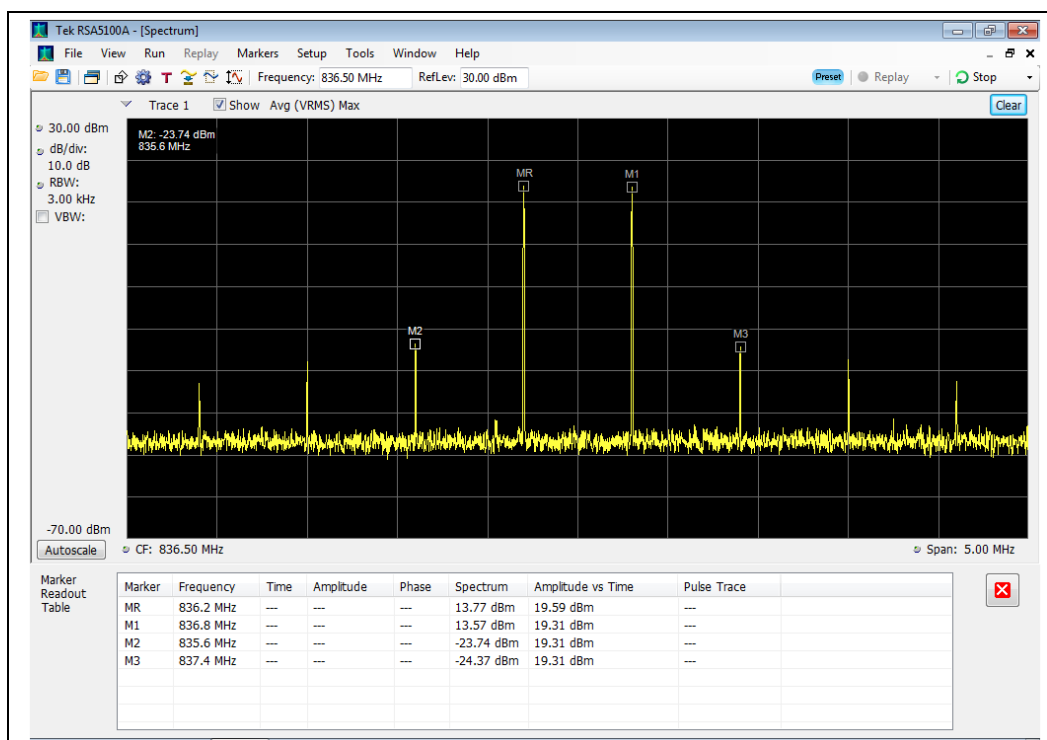 Tek RSA5100A - [Spectrum]
File View Run Replay Markers Setup Tools Window Help
T Frequency: 836.50 MHz RefLev: 30.00 dBm Preset Replay Stop
Trace 1 Show Avg (VRMS) Max Clear
30.00 dBm
dB/div:
10.0 dB
RBW:
3.00 kHz
VBW:
M2: -23.74 dBm
835.6 MHz
MR
M1
M2
M3
-70.00 dBm
Autoscale CF: 836.50 MHz Span: 5.00 MHz
Marker
Readout
Table
Marker Frequency Time Amplitude Phase Spectrum Amplitude vs Time Pulse Trace
MR 836.2 MHz --- --- --- 13.77 dBm 19.59 dBm ---
M1 836.8 MHz --- --- --- 13.57 dBm 19.31 dBm ---
M2 835.6 MHz --- --- --- -23.74 dBm 19.31 dBm ---
M3 837.4 MHz --- --- --- -24.37 dBm 19.31 dBm ---